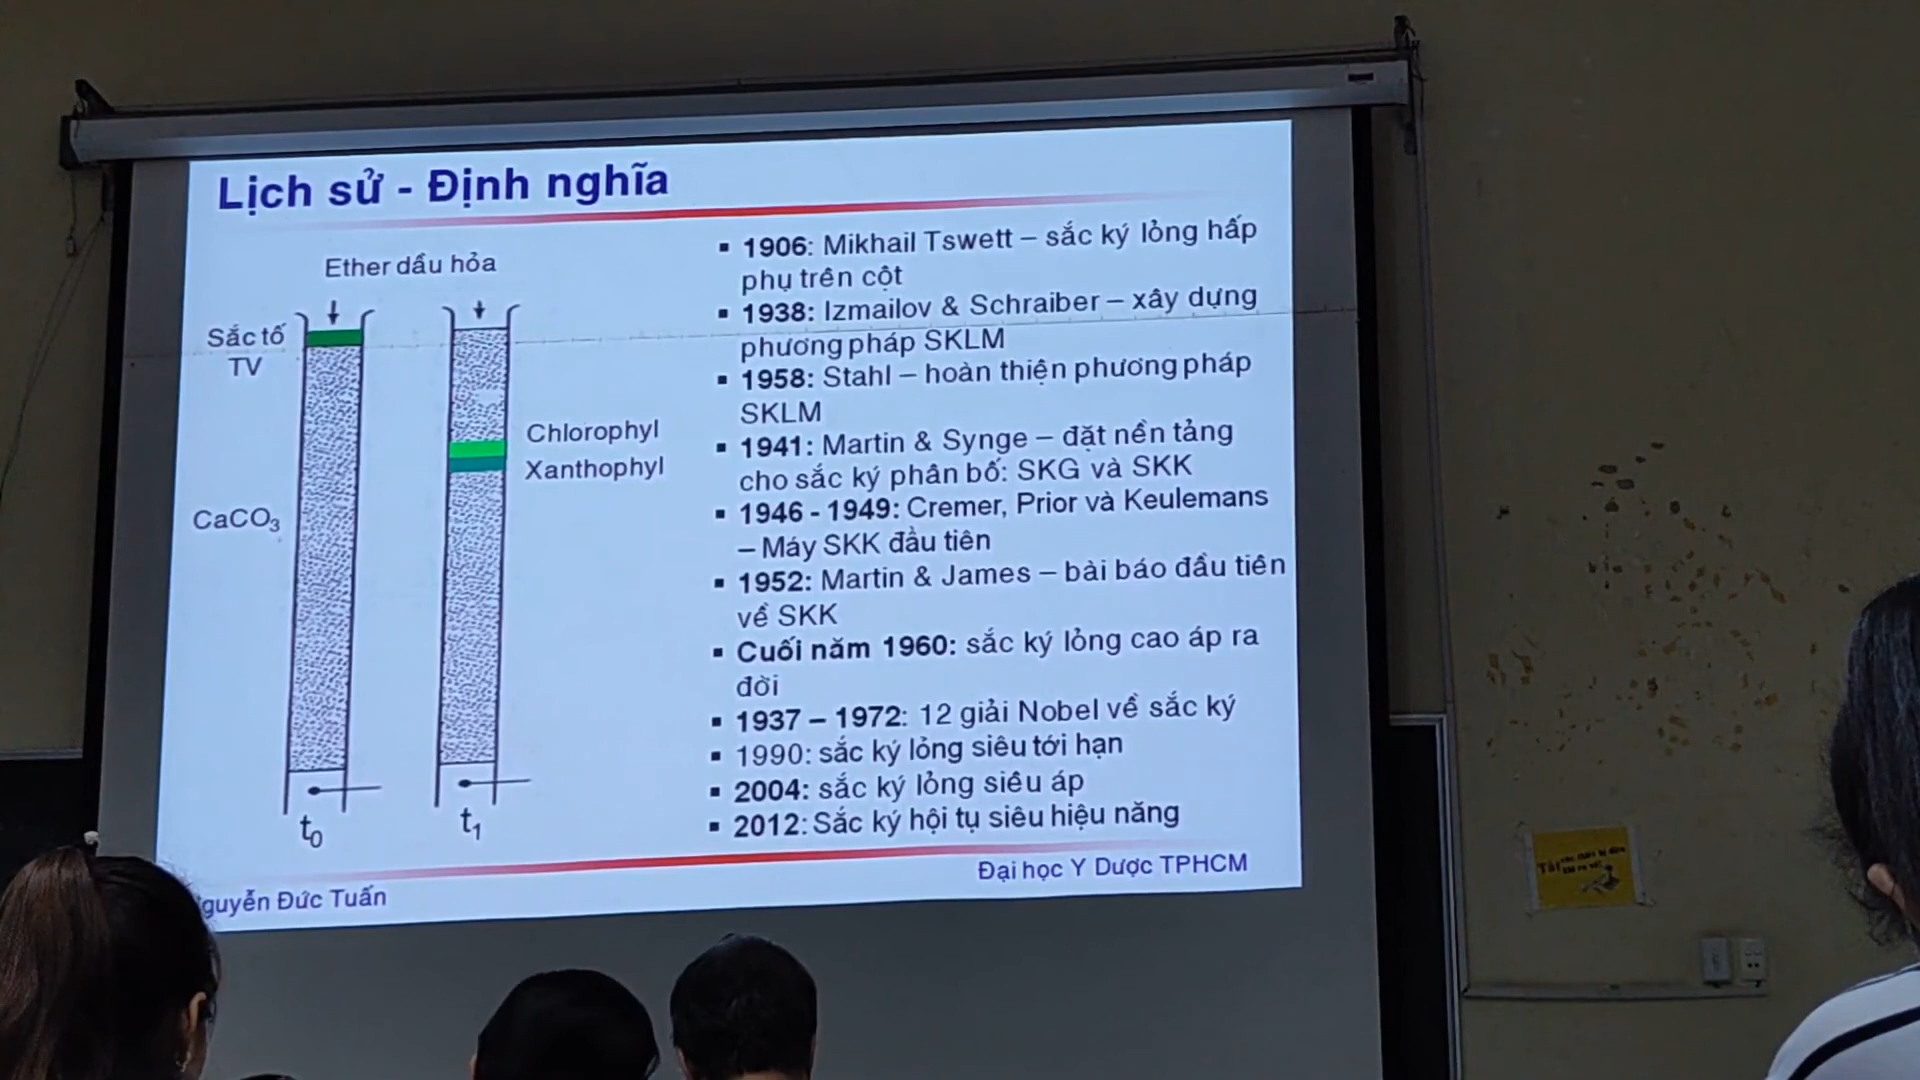 Lịch sử - Định nghĩa
Ether dầu hỏa
Sắc tố
TV
CaCO3
Chlorophyl
Xanthophyl
t0
t1
▪ 1906: Mikhail Tswett – sắc ký lỏng hấp
phụ trên cột
▪ 1938: Izmailov & Schraiber – xây dựng
phương pháp SKLM
▪ 1958: Stahl – hoàn thiện phương pháp
SKLM
▪ 1941: Martin & Synge – đặt nền tảng
cho sắc ký phân bố: SKG và SKK
▪ 1946 - 1949: Cremer, Prior và Keulemans
– Máy SKK đầu tiên
▪ 1952: Martin & James – bài báo đầu tiên
về SKK
▪ Cuối năm 1960: sắc ký lỏng cao áp ra
đời
▪ 1937 – 1972: 12 giải Nobel về sắc ký
▪ 1990: sắc ký lỏng siêu tới hạn
▪ 2004: sắc ký lỏng siêu áp
▪ 2012: Sắc ký hội tụ siêu hiệu năng
guyễn Đức Tuấn
Đại học Y Dược TPHCM